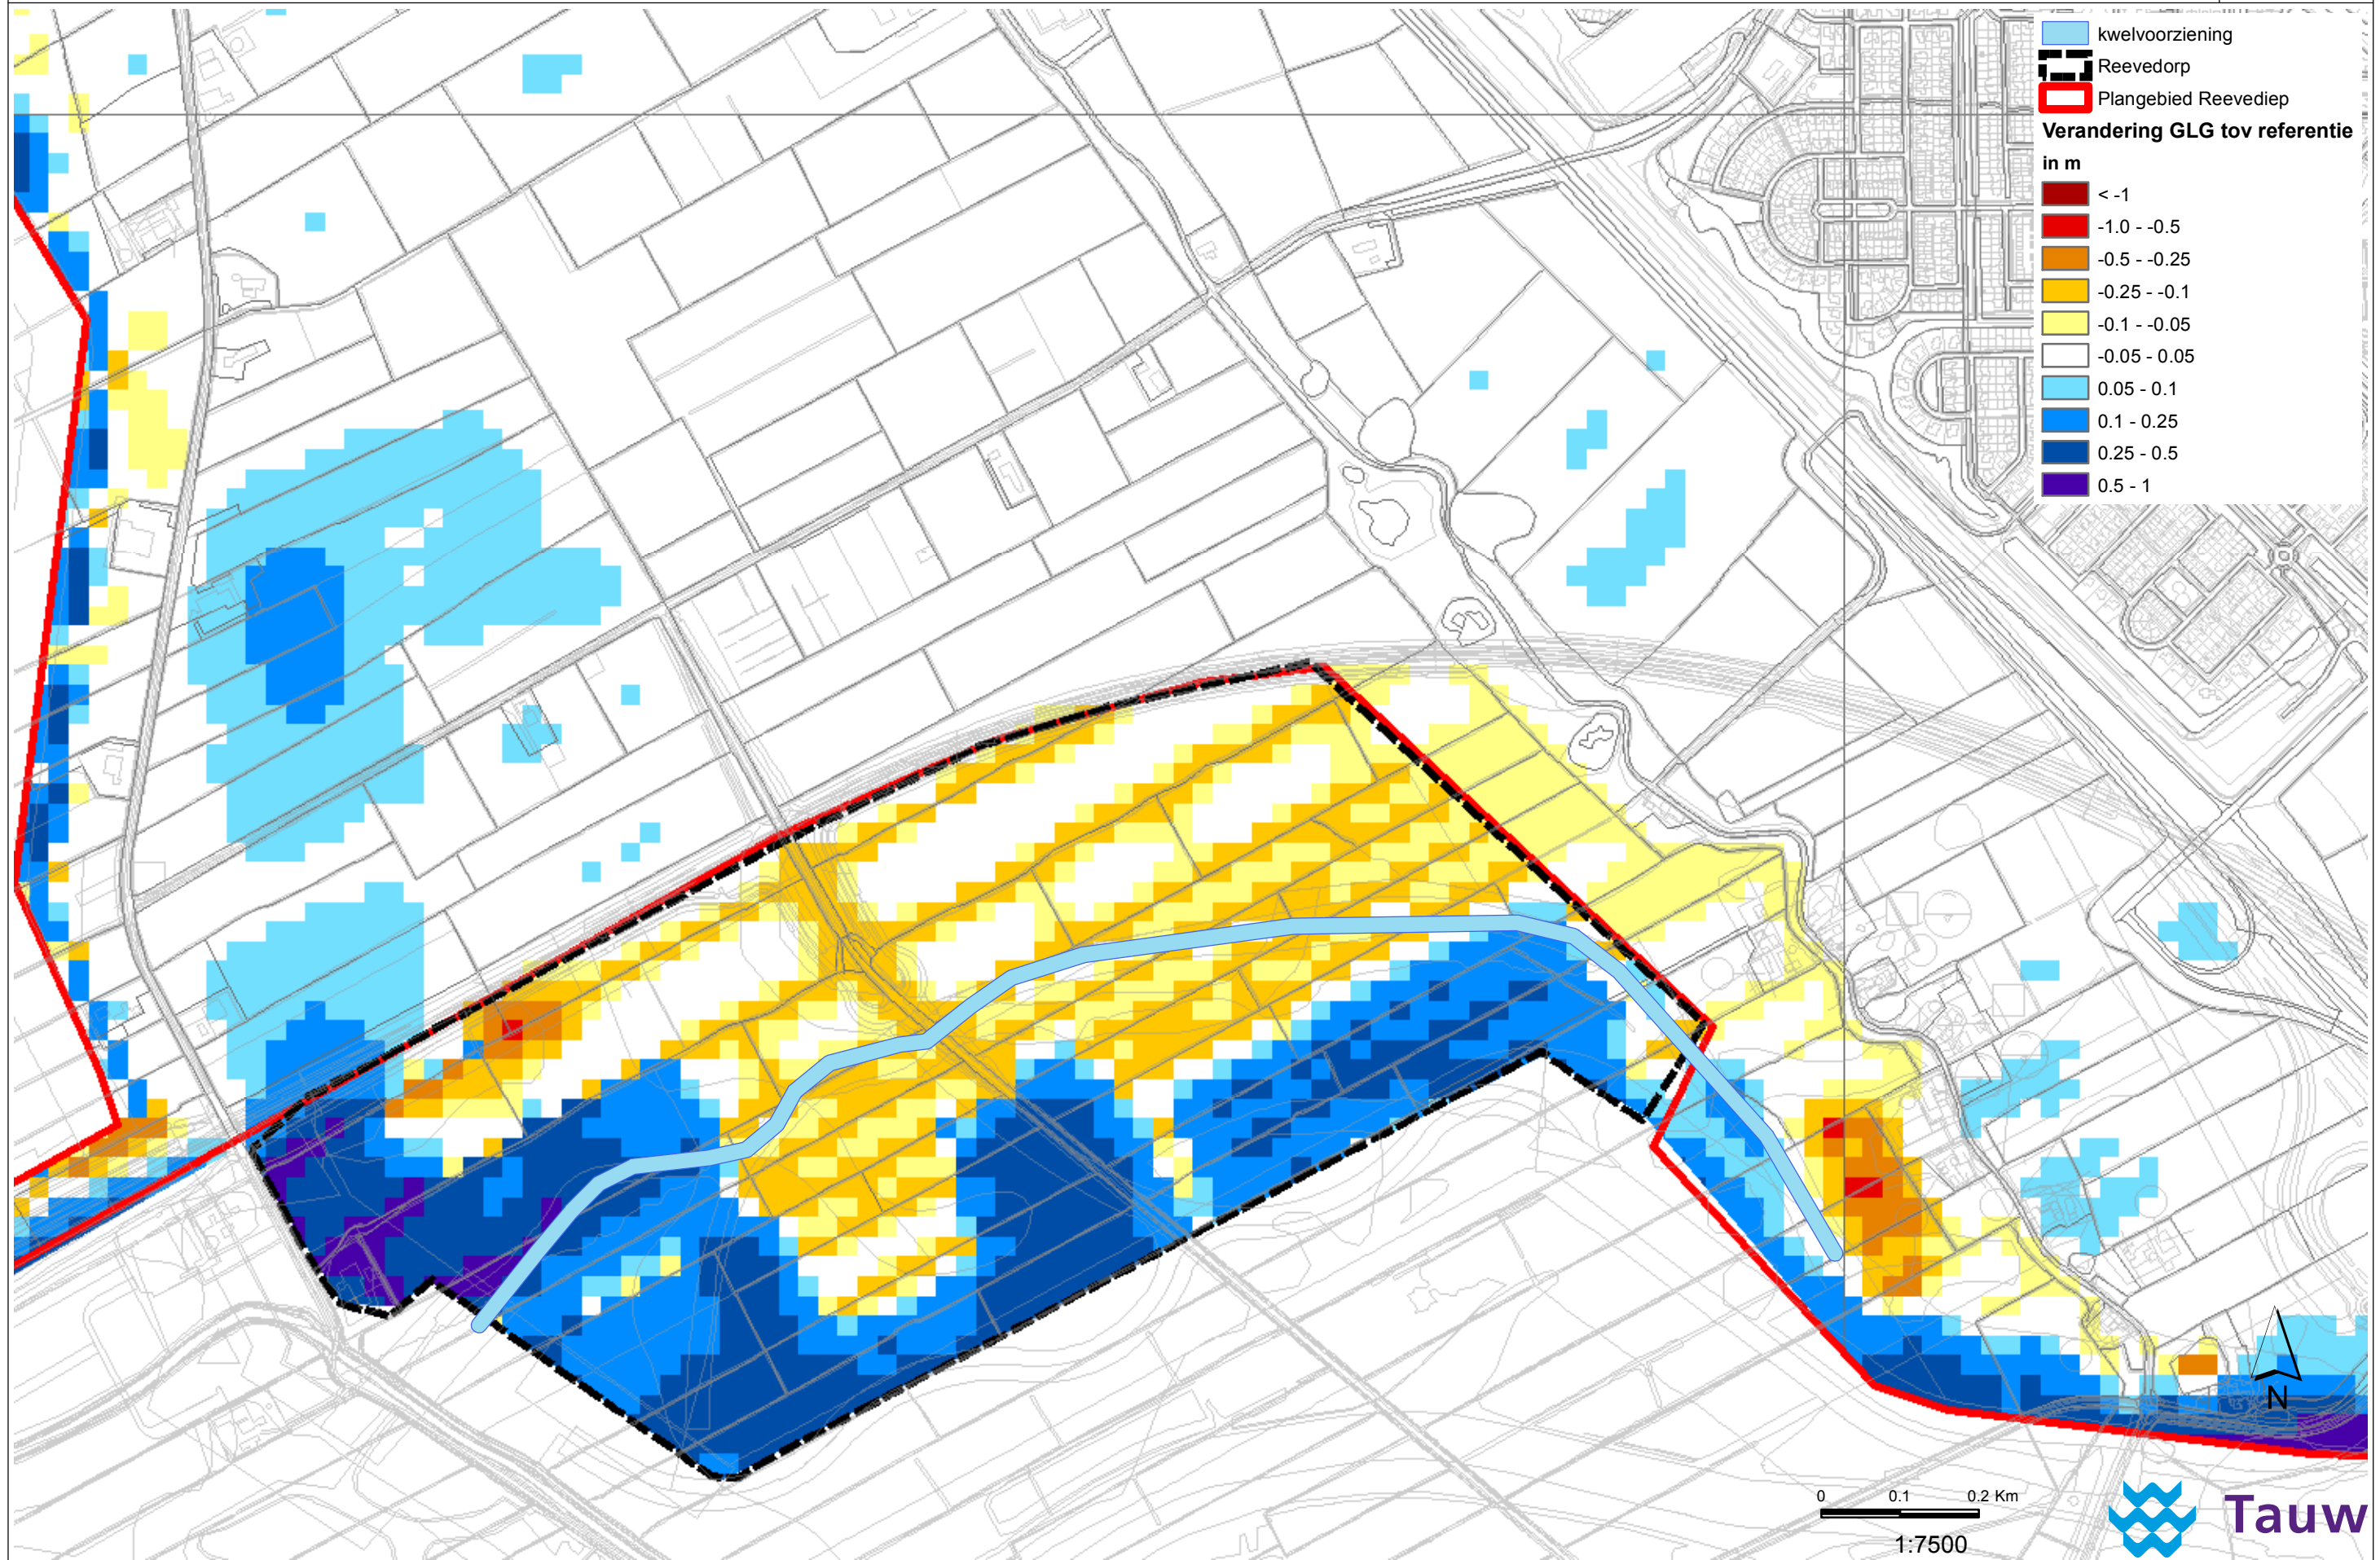 kwelvoorziening
Reevedorp
Plangebied Reevediep
Verandering GLG tov referentie
in m
< -1
-1.0 - -0.5
-0.5 - -0.25
-0.25 - -0.1
-0.1 - -0.05
-0.05 - 0.05
0.05 - 0.1
0.1 - 0.25
0.25 - 0.5
0.5 - 1
N
0 0.1 0.2 Km
1:7500
Tauw